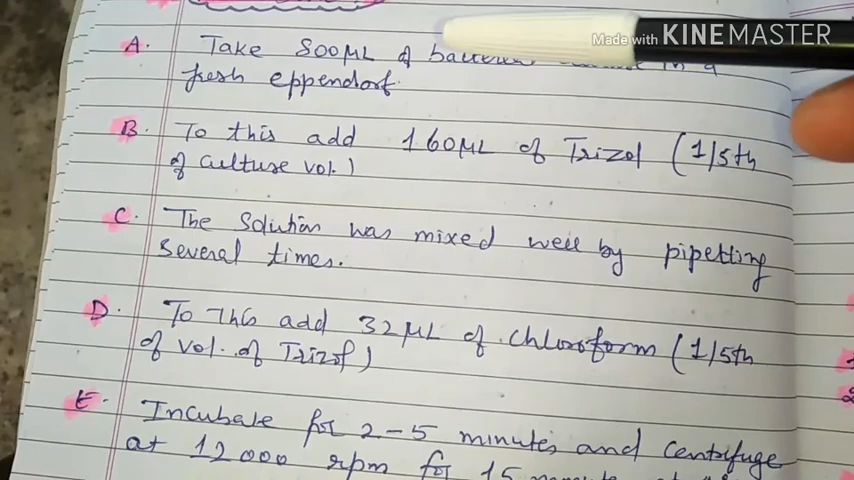 Made with KINEMASTER
A. Take 800μL of in a
fresh eppendorf.
B. To this add 160μL of Trizol (1/5th
of culture vol.)
C. The solution was mixed well by pipetting
several times.
D. To this add 32μL of chloroform (1/5th
of vol. of Trizol)
E. Incubate for 2-5 minutes and centrifuge
at 12000 rpm for 15